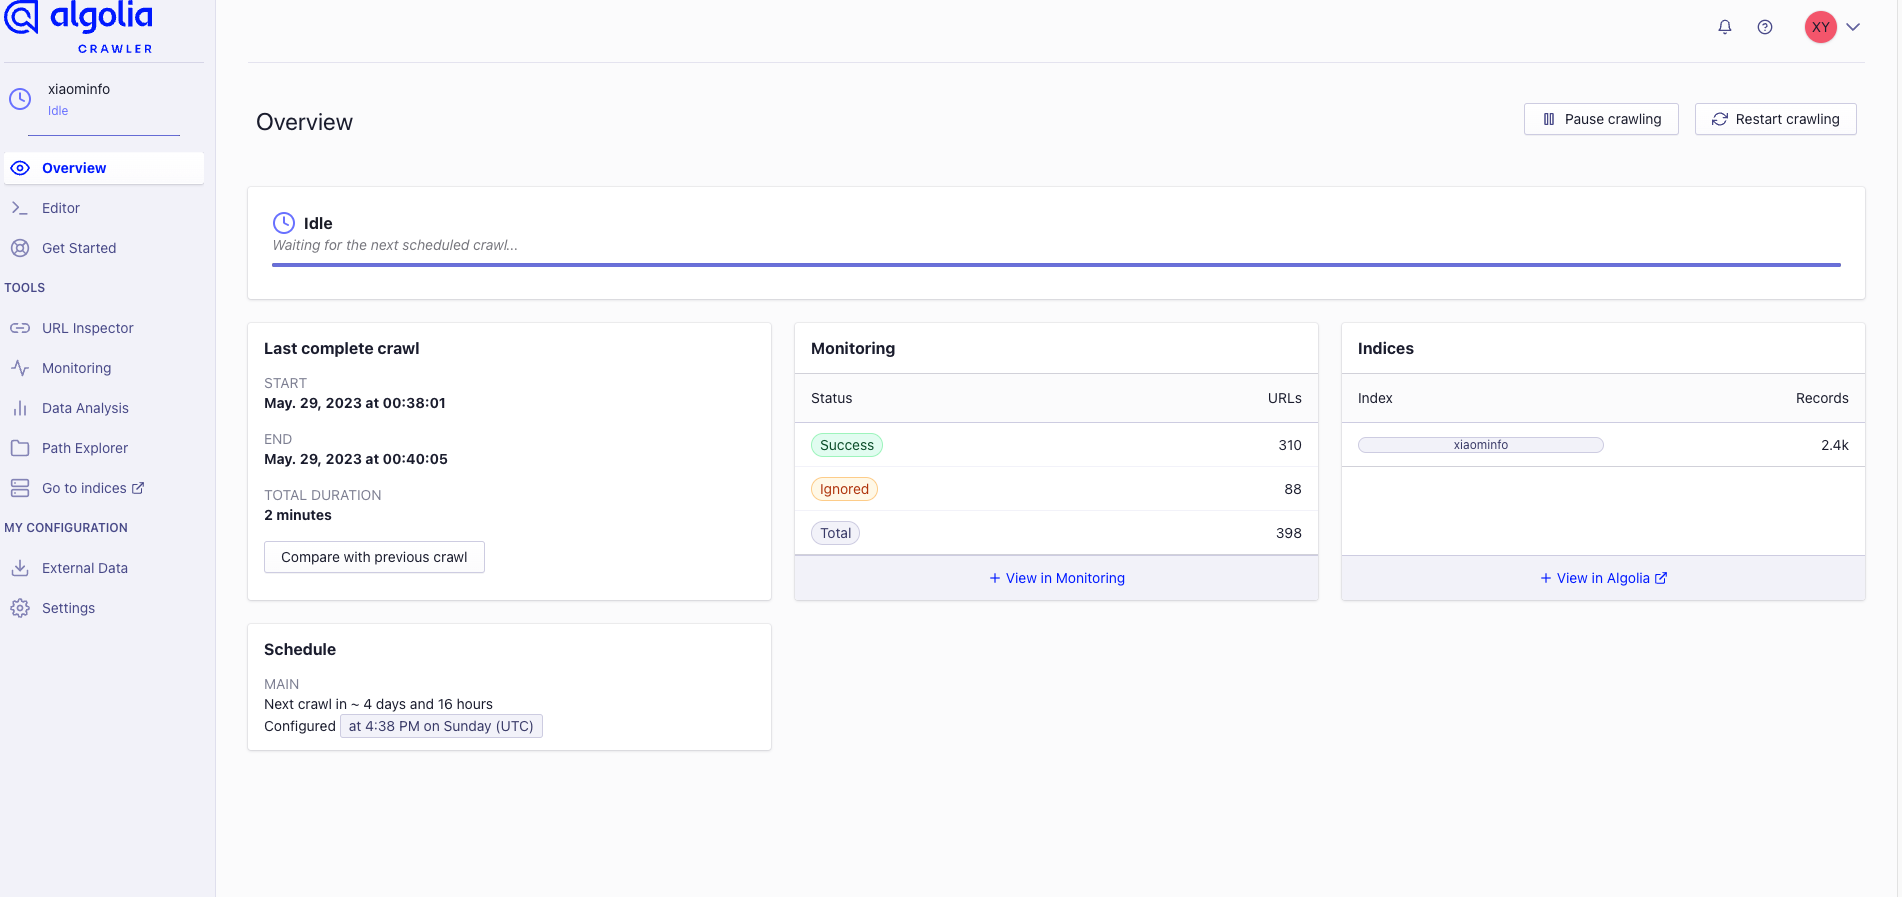 algolia
CRAWLER
xiaominfo
Idle
Overview
Editor
Get Started
TOOLS
URL Inspector
Monitoring
Data Analysis
Path Explorer
Go to indices
MY CONFIGURATION
External Data
Settings
XY
Overview
Pause crawling
Restart crawling
Idle
Waiting for the next scheduled crawl...
Last complete crawl
START
May. 29, 2023 at 00:38:01
END
May. 29, 2023 at 00:40:05
TOTAL DURATION
2 minutes
Compare with previous crawl
Monitoring
Status URLs
Success 310
Ignored 88
Total 398
+ View in Monitoring
Indices
Index Records
xiaominfo 2.4k
+ View in Algolia
Schedule
MAIN
Next crawl in ~ 4 days and 16 hours
Configured at 4:38 PM on Sunday (UTC)